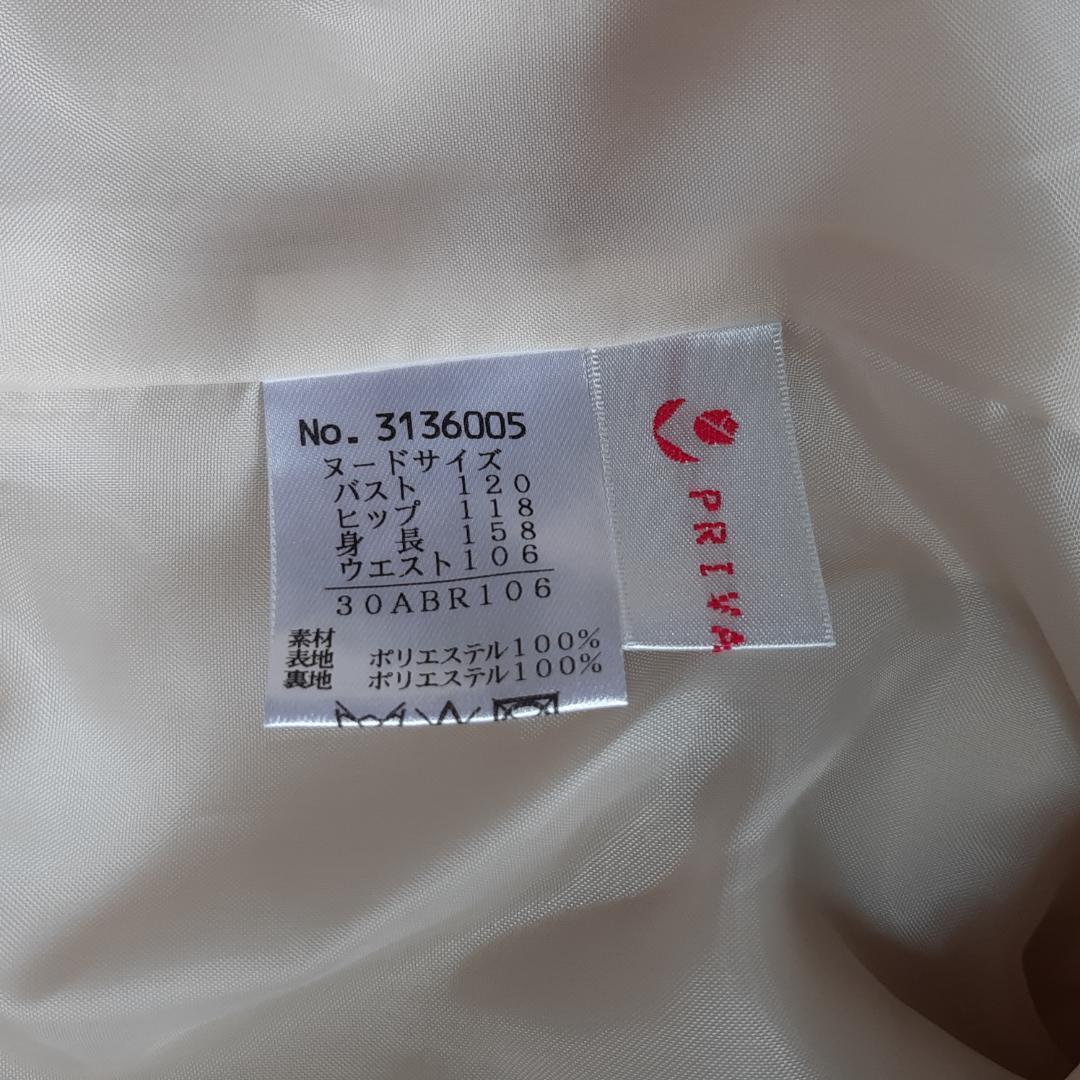 No. 3136005
ヌードサイズ
バスト 120
ヒップ 118
身 長 158
ウエスト106
30ABR106
素材
表地 ポリエステル100%
裏地 ポリエステル100%
PRIVA